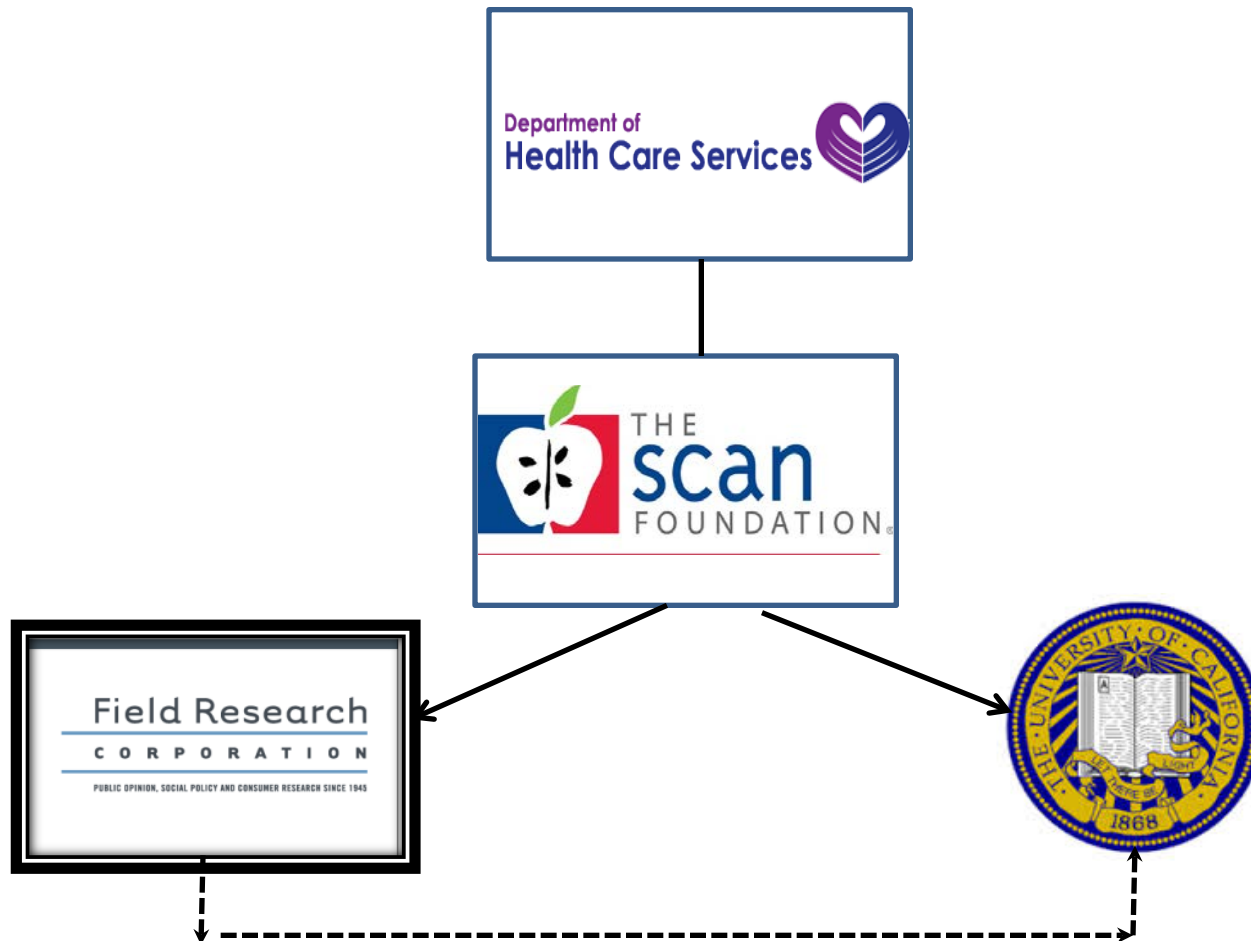 Department of
Health Care Services
THE
scan
FOUNDATION®
Field Research
CORPORATION
PUBLIC OPINION, SOCIAL POLICY AND CONSUMER RESEARCH SINCE 1945
THE · UNIVERSITY · OF · CALIFORNIA ·
A
LET THERE BE LIGHT
1868